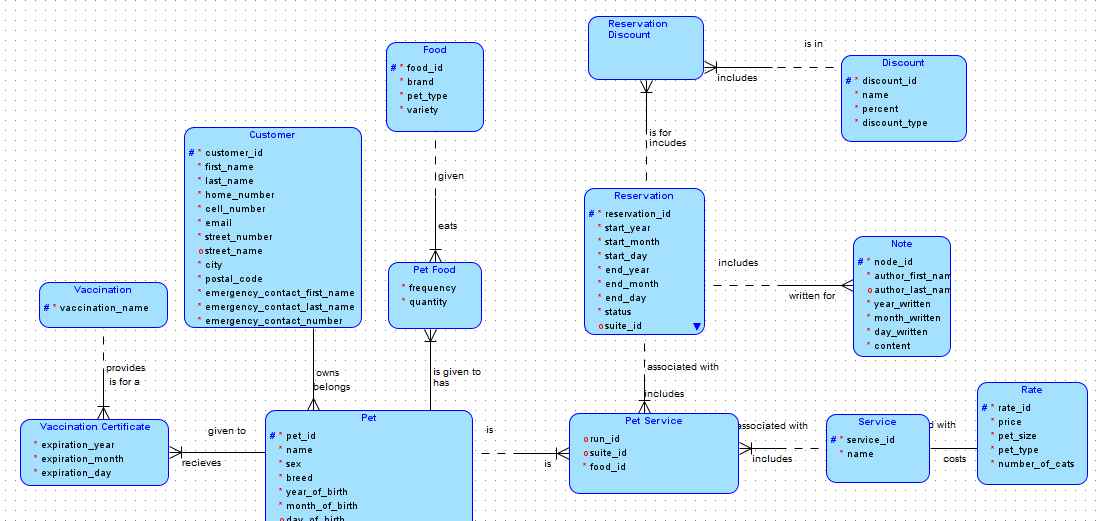 Reservation
Discount
is in
includes
Discount
# * discount_id
* name
* percent
* discount_type
Food
# * food_id
* brand
* pet_type
* variety
is for
incudes
given
eats
Customer
# * customer_id
* first_name
* last_name
* home_number
* cell_number
* email
* street_number
o street_name
* city
* postal_code
* emergency_contact_first_name
* emergency_contact_last_name
* emergency_contact_number
Reservation
# * reservation_id
* start_year
* start_month
* start_day
* end_year
* end_month
* end_day
* status
o suite_id
includes
written for
Note
# * node_id
* author_first_nam
o author_last_nam
* year_written
* month_written
* day_written
* content
Pet Food
* frequency
* quantity
Vaccination
# * vaccination_name
provides
is for a
owns
belongs
is given to
has
associated with
includes
Vaccination Certificate
* expiration_year
* expiration_month
* expiration_day
given to
recieves
Pet
# * pet_id
* name
* sex
* breed
* year_of_birth
* month_of_birth
o day_of_birth
is
is
Pet Service
o run_id
o suite_id
* food_id
associated with
includes
Service
# * service_id
* name
d with
costs
Rate
# * rate_id
* price
* pet_size
* pet_type
* number_of_cats